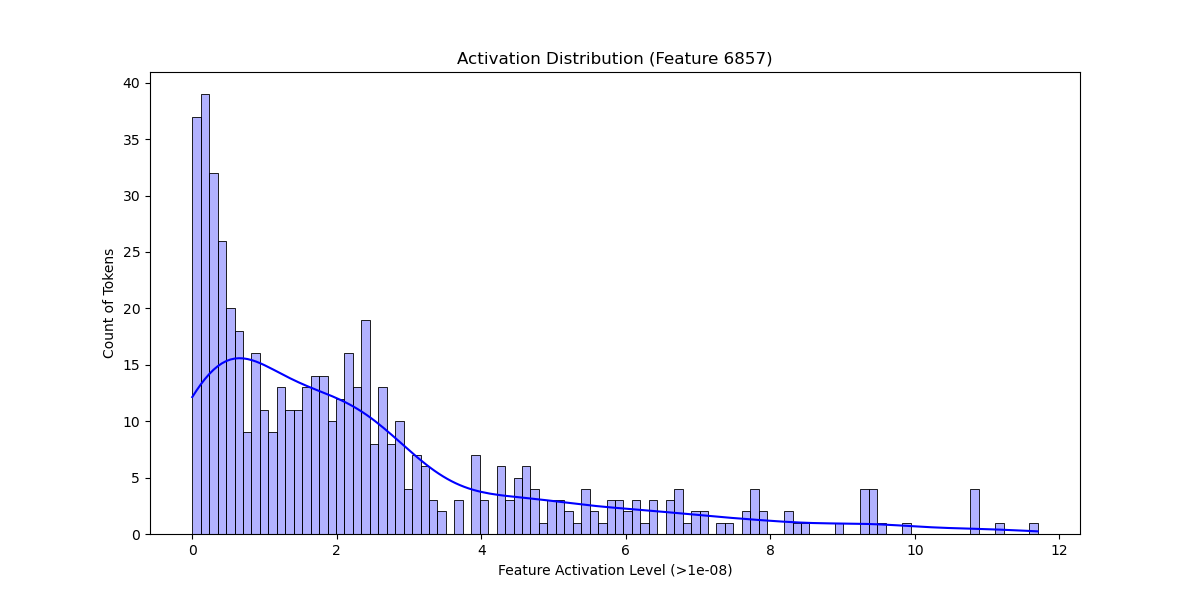 Activation Distribution (Feature 6857)
40
35
30
25
20
15
10
5
0
Count of Tokens
0 2 4 6 8 10 12
Feature Activation Level (>1e-08)